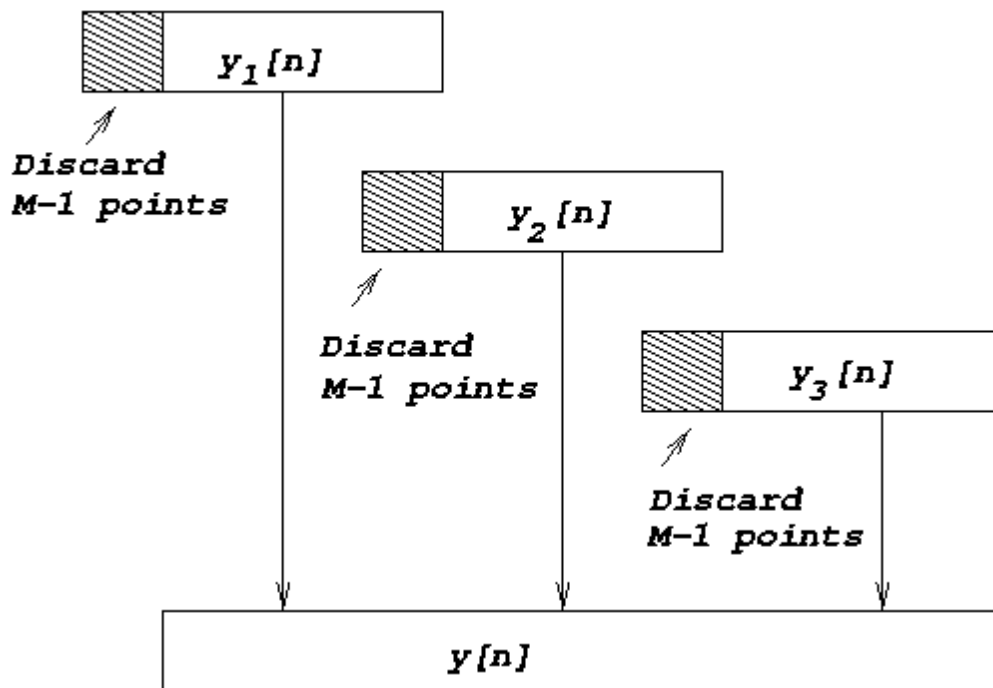 y1[n]
Discard
M-1 points
y2[n]
Discard
M-1 points
y3[n]
Discard
M-1 points
y[n]